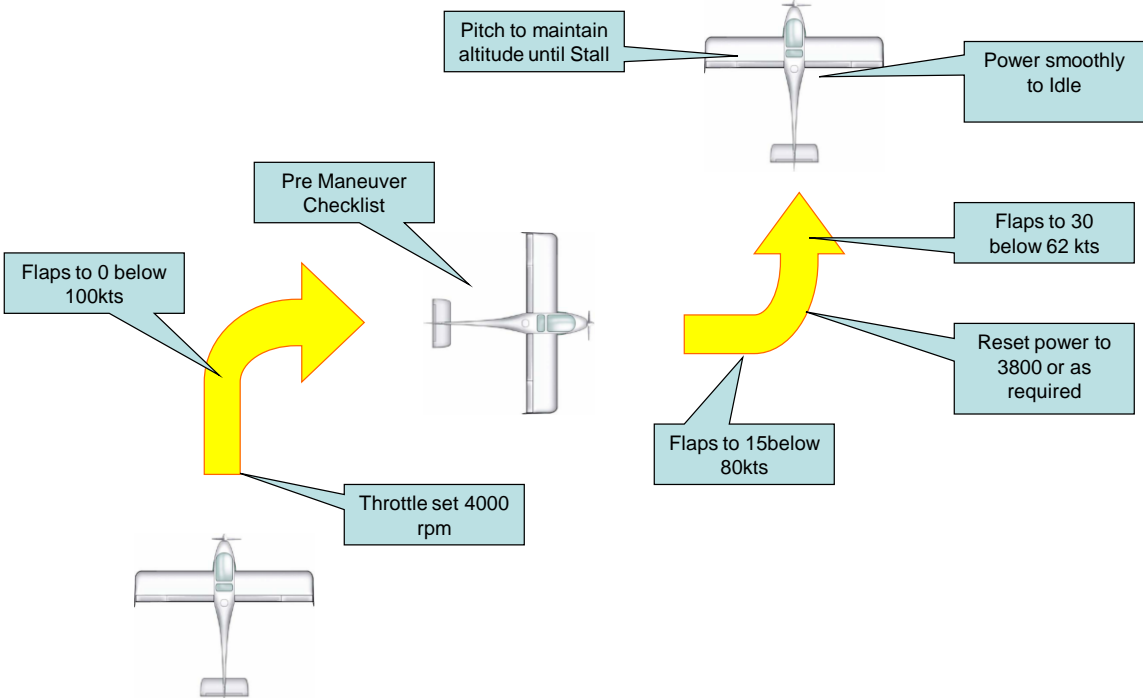 Pitch to maintain
altitude until Stall
Power smoothly
to Idle
Pre Maneuver
Checklist
Flaps to 30
below 62 kts
Flaps to 0 below
100kts
Reset power to
3800 or as
required
Flaps to 15below
80kts
Throttle set 4000
rpm